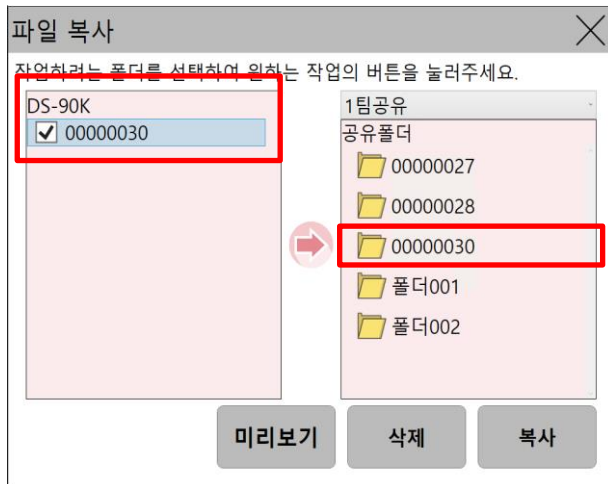 파일 복사
작업하려는 폴더를 선택하여 원하는 작업의 버튼을 눌러주세요.
DS-90K
00000030
1팀공유
공유폴더
00000027
00000028
00000030
폴더001
폴더002
미리보기
삭제
복사